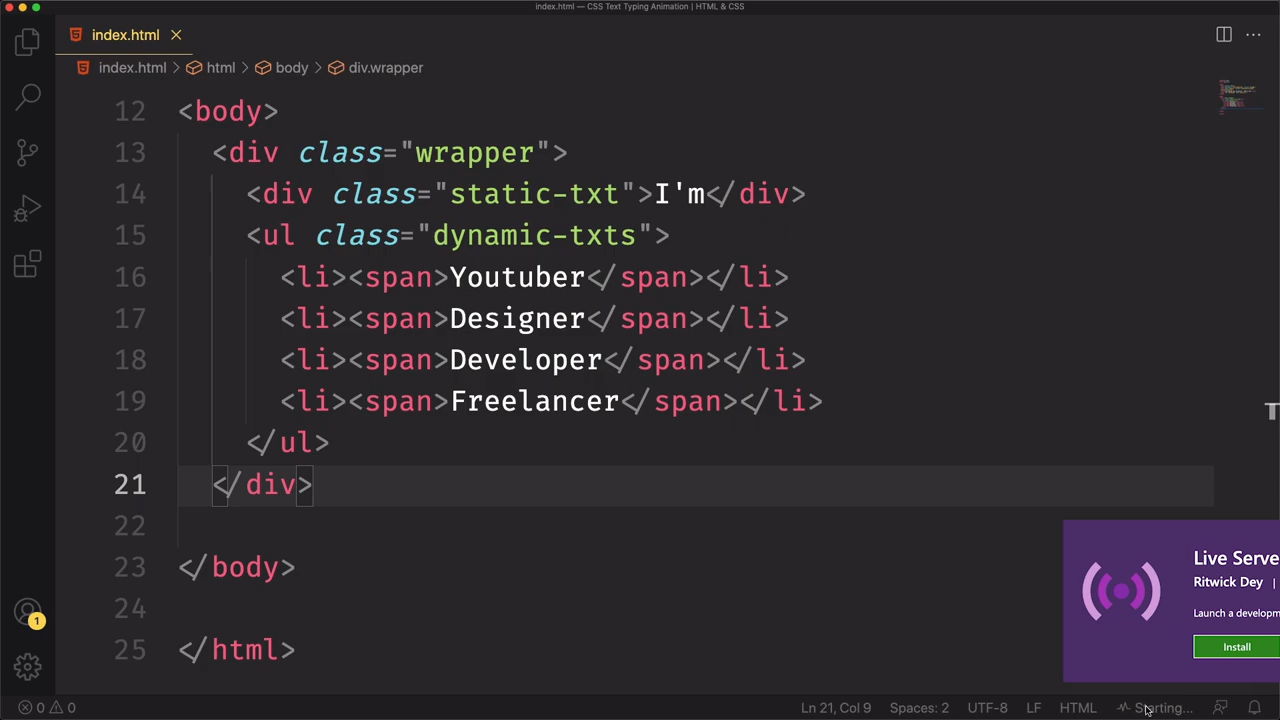 index.html — CSS Text Typing Animation | HTML & CSS
index.html
index.html > html > body > div.wrapper
12 <body>
13 <div class="wrapper">
14 <div class="static-txt">I'm</div>
15 <ul class="dynamic-txts">
16 <li><span>Youtuber</span></li>
17 <li><span>Designer</span></li>
18 <li><span>Developer</span></li>
19 <li><span>Freelancer</span></li>
20 </ul>
21 </div>
22
23 </body>
24
25 </html>
T
Live Serve
Ritwick Dey |
Launch a developm
Install
1
0 0 Ln 21, Col 9 Spaces: 2 UTF-8 LF HTML Starting...